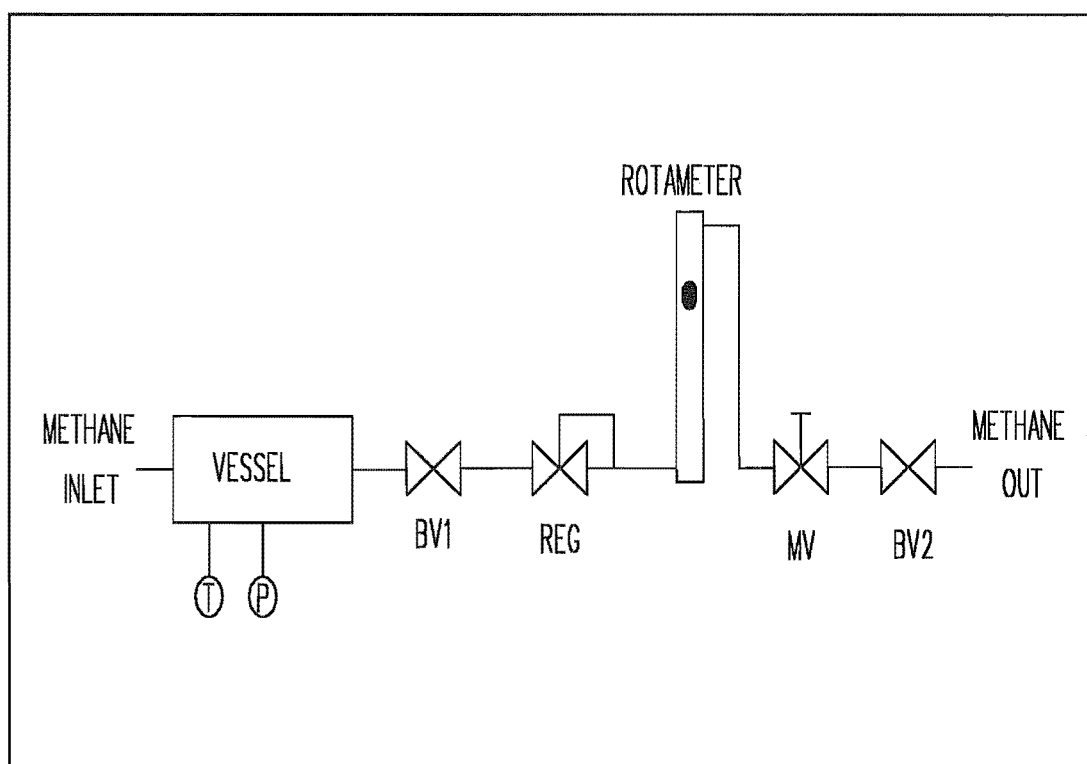 ROTAMETER
METHANE
INLET
VESSEL
METHANE
OUT
BV1
REG
MV
BV2
T
P